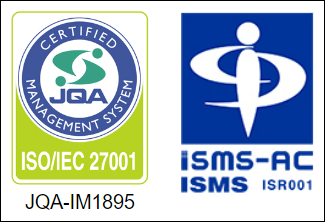 CERTIFIED
MANAGEMENT SYSTEM
JQA
ISO/IEC 27001
JQA-IM1895
ISMS-AC
ISMS ISR001